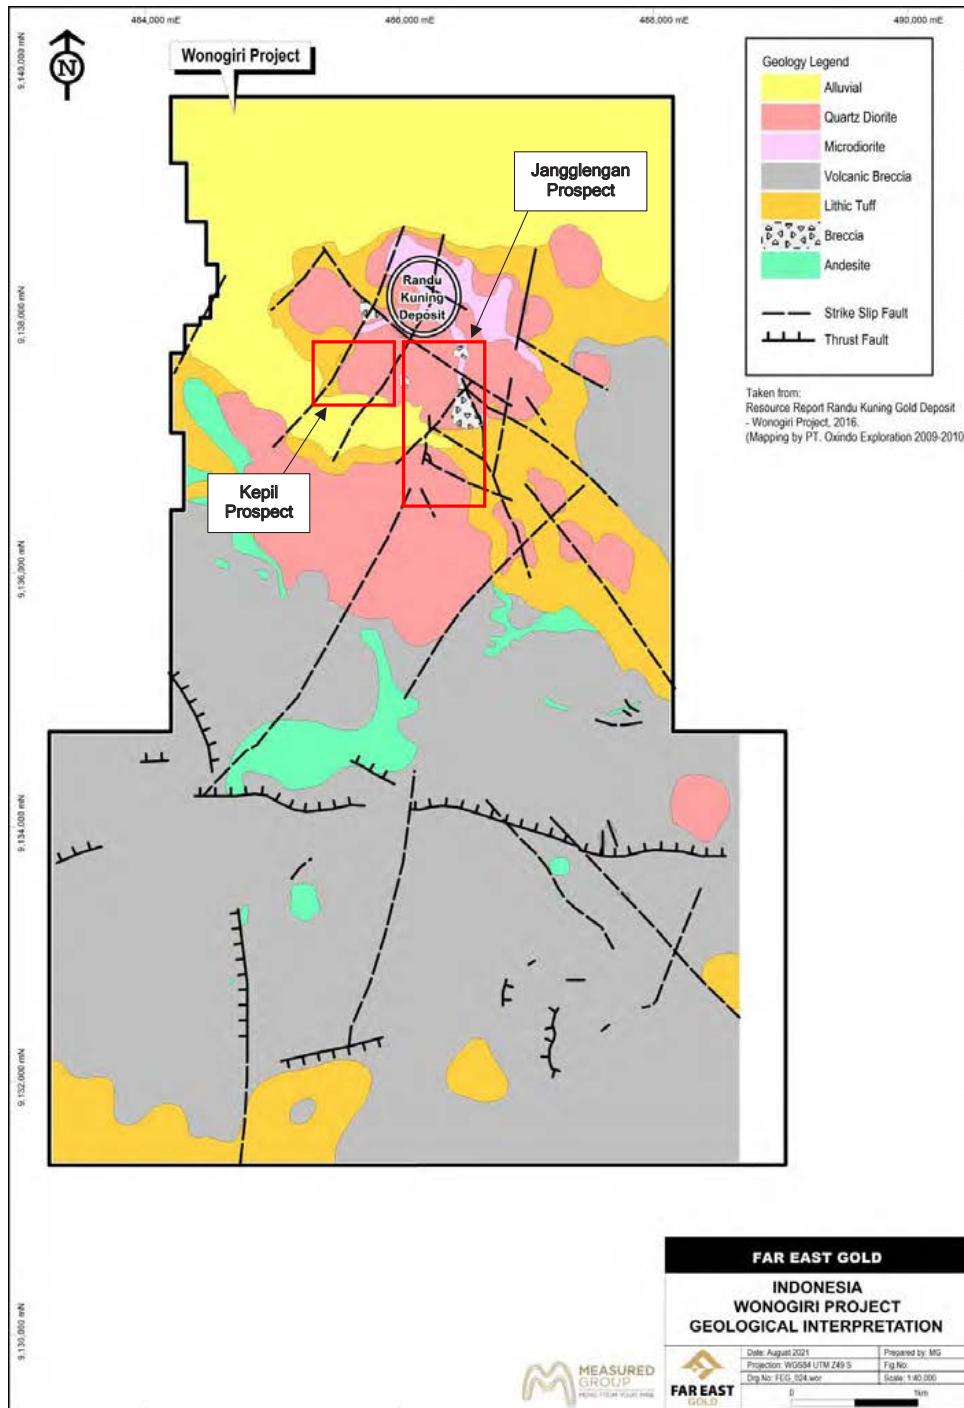 484,000 mE
486,000 mE
488,000 mE
490,000 mE
9,140,000 mN
9,138,000 mN
9,136,000 mN
9,134,000 mN
9,132,000 mN
9,130,000 mN
N
Wonogiri Project
Jangglengan
Prospect
Randu
Kuning
Deposit
Kepil
Prospect
Geology Legend
Alluvial
Quartz Diorite
Microdiorite
Volcanic Breccia
Lithic Tuff
Breccia
Andesite
Strike Slip Fault
Thrust Fault
Taken from:
Resource Report Randu Kuning Gold Deposit
- Wonogiri Project, 2016.
(Mapping by PT. Oxindo Exploration 2009-2010)
MEASURED
GROUP
FAR EAST GOLD
INDONESIA
WONOGIRI PROJECT
GEOLOGICAL INTERPRETATION
FAR EAST
GOLD
Date: August 2021
Prepared by: MG
Projection: WGS84 UTM Z49 S
Fig No:
Drg No: FEG_024.wor
Scale: 1:40,000
0
1km